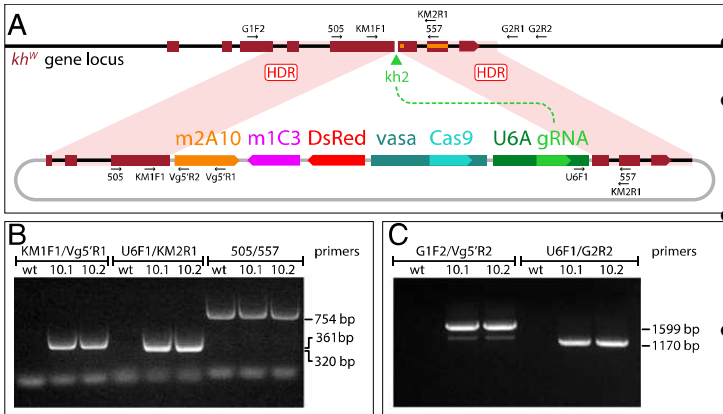 A
G1F2 505 KM1F1 KM2R1 557 G2R1 G2R2
khW gene locus
HDR kh2 HDR
m2A10 m1C3 DsRed vasa Cas9 U6A gRNA
505 KM1F1 Vg5'R2 Vg5'R1 U6F1 557
KM2R1
B
KM1F1/Vg5'R1 U6F1/KM2R1 505/557 primers
wt 10.1 10.2 wt 10.1 10.2 wt 10.1 10.2
754 bp
361bp
320 bp
C
G1F2/Vg5'R2 U6F1/G2R2 primers
wt 10.1 10.2 wt 10.1 10.2
1599 bp
1170 bp